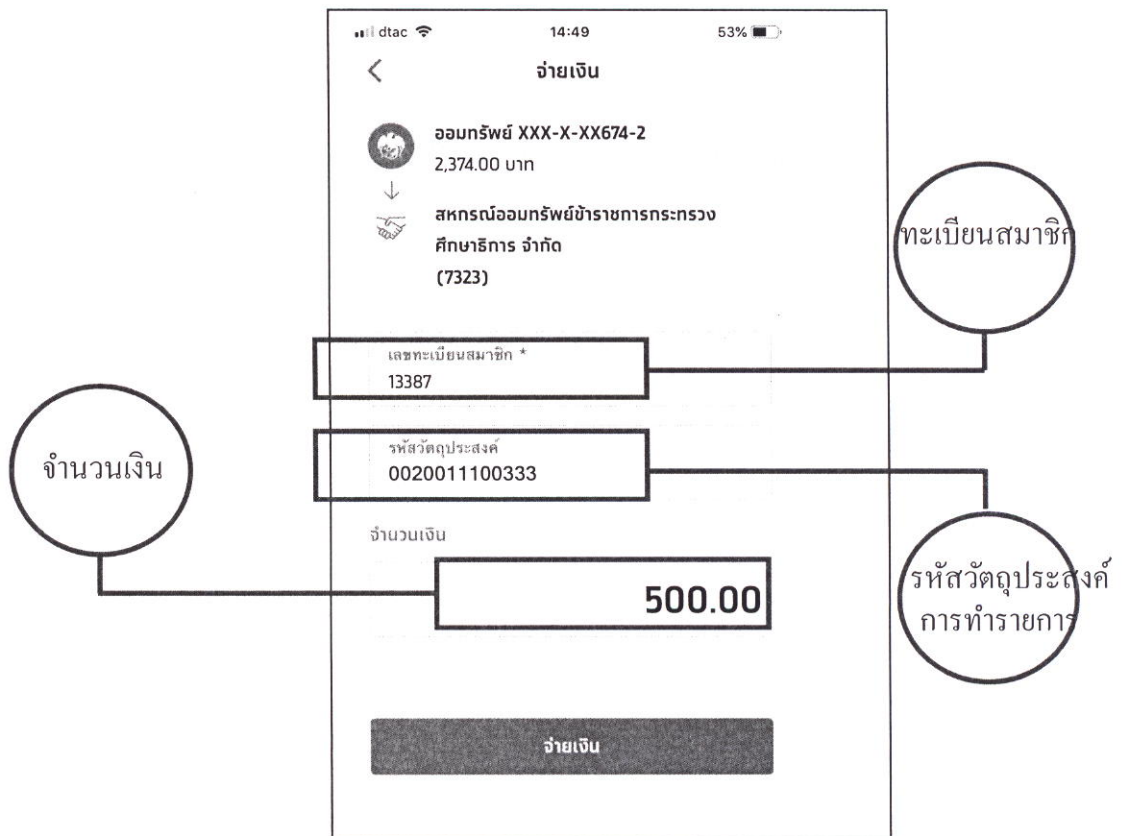 dtac 14:49 53%
จ่ายเงิน
ออมทรัพย์ XXX-X-XX674-2
2,374.00 บาท
สหกรณ์ออมทรัพย์ข้าราชการกระทรวง
ศึกษาธิการ จำกัด
(7323)
ทะเบียนสมาชิก
เลขทะเบียนสมาชิก *
13387
รหัสวัตถุประสงค์
0020011100333
จำนวนเงิน
จำนวนเงิน
500.00
รหัสวัตถุประสงค์
การทำรายการ
จ่ายเงิน